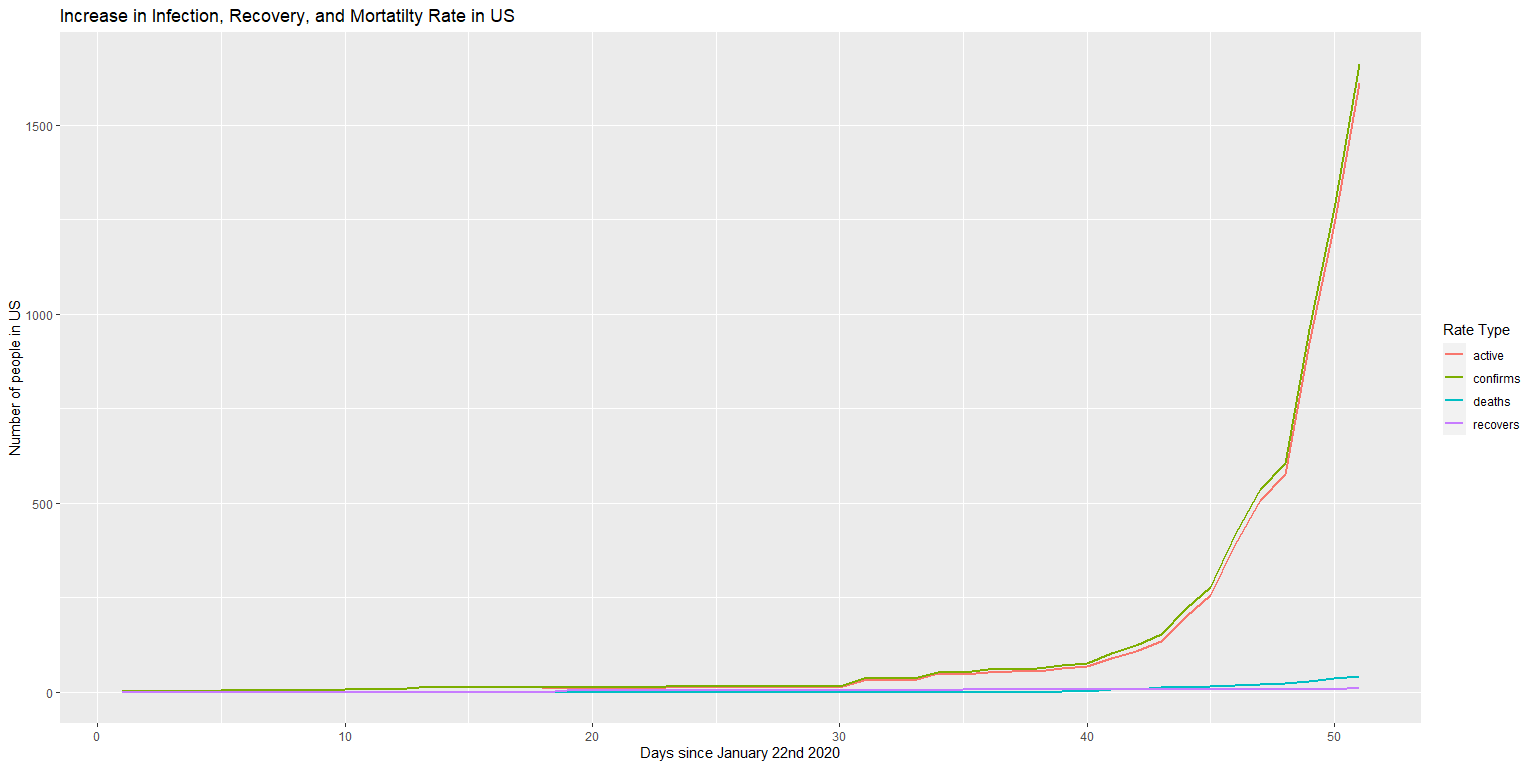 Increase in Infection, Recovery, and Mortatilty Rate in US
Number of people in US
1500
1000
500
0
0 10 20 30 40 50
Days since January 22nd 2020
Rate Type
active
confirms
deaths
recovers